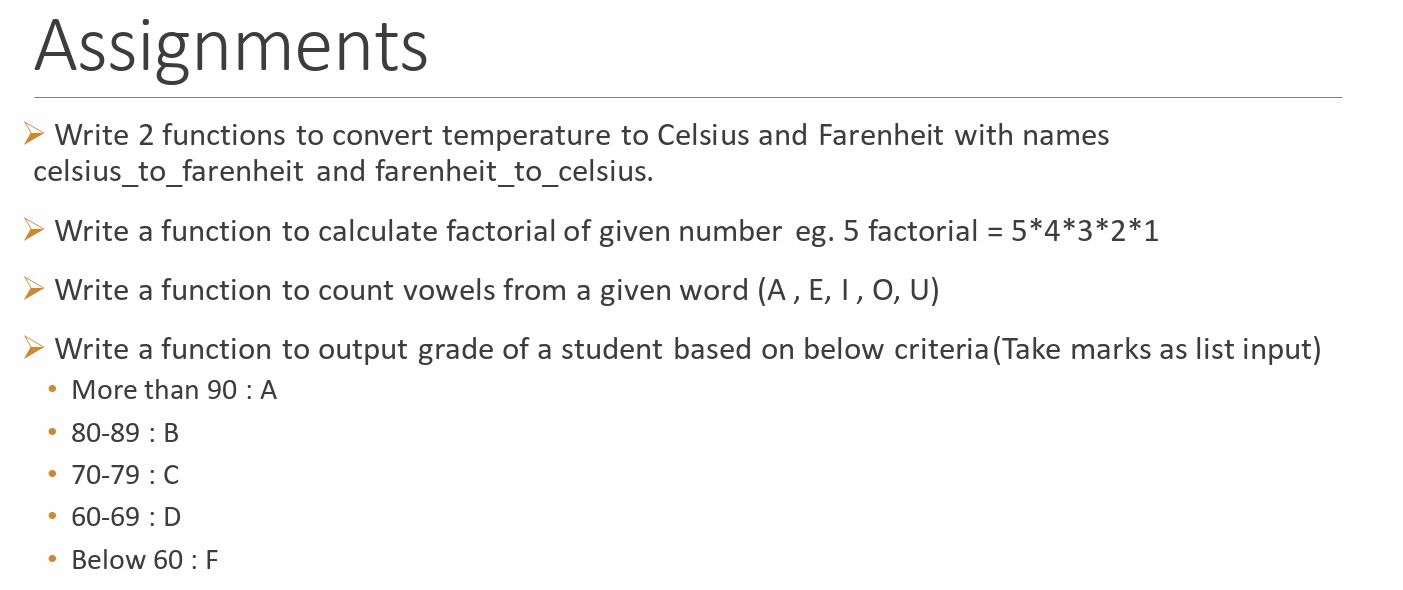 Assignments
Write 2 functions to convert temperature to Celsius and Farenheit with names
celsius_to_farenheit and farenheit_to_celsius.
Write a function to calculate factorial of given number eg. 5 factorial = 5*4*3*2*1
Write a function to count vowels from a given word (A , E, I , O, U)
Write a function to output grade of a student based on below criteria(Take marks as list input)
• More than 90 : A
• 80-89 : B
• 70-79 : C
• 60-69 : D
• Below 60 : F